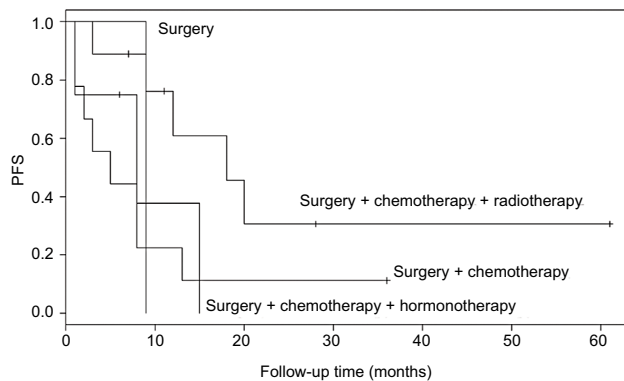 1.0
0.8
0.6
0.4
0.2
0.0
PFS
Surgery
Surgery + chemotherapy + radiotherapy
Surgery + chemotherapy
Surgery + chemotherapy + hormonotherapy
0 10 20 30 40 50 60
Follow-up time (months)